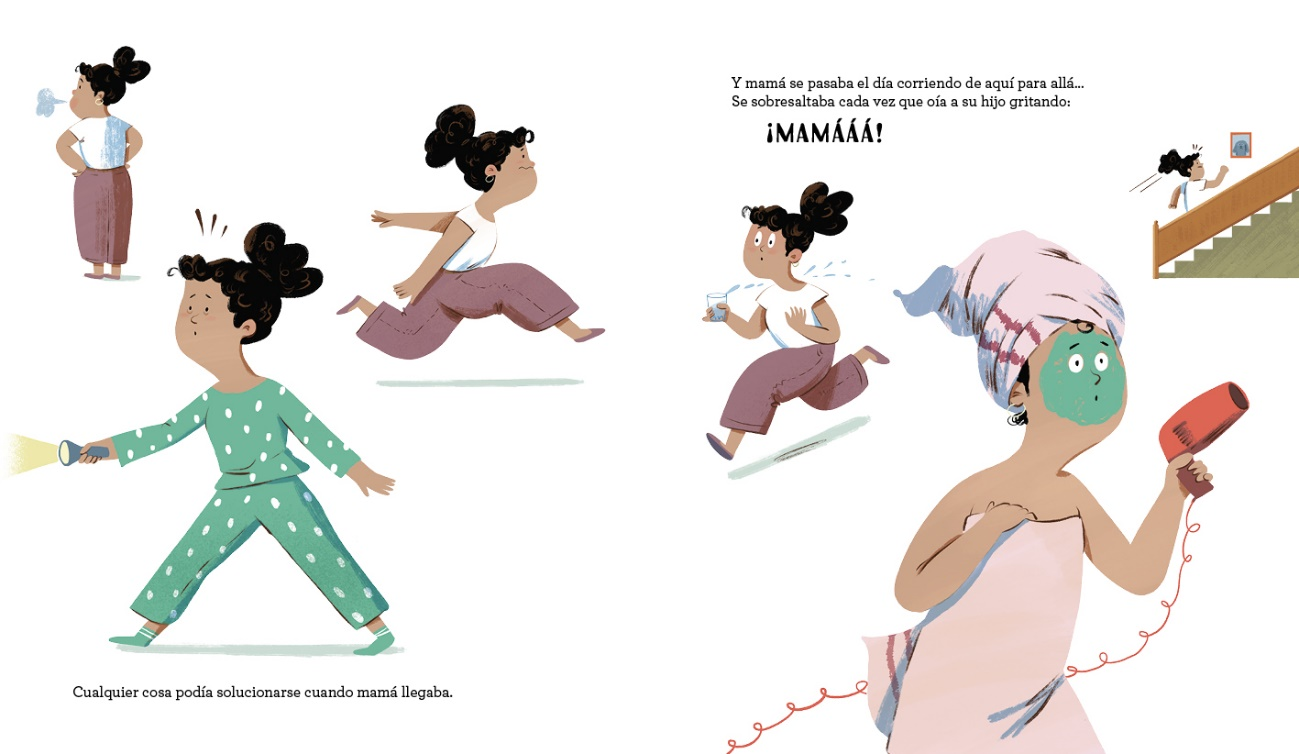 Cualquier cosa podía solucionarse cuando mamá llegaba.
Y mamá se pasaba el día corriendo de aquí para allá...
Se sobresaltaba cada vez que oía a su hijo gritando:
¡MAMÁÁÁ!